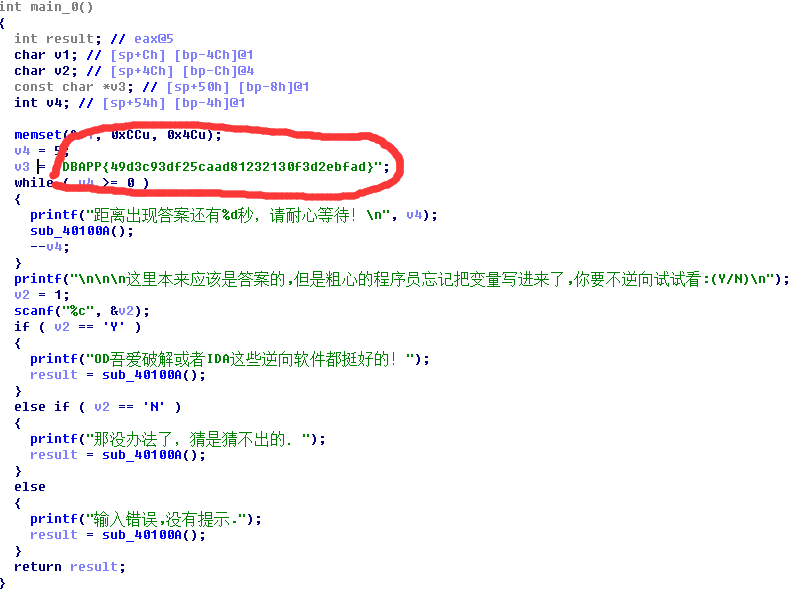 int main_0()
{
int result; // eax@5
char v1; // [sp+Ch] [bp-4Ch]@1
char v2; // [sp+4Ch] [bp-Ch]@4
const char *v3; // [sp+50h] [bp-8h]@1
int v4; // [sp+54h] [bp-4h]@1
memset( , 0xCCu, 0x4Cu);
v4 = 5;
v3 = "DBAPP{49d3c93df25caad81232130f3d2ebfad}";
while ( v4 >= 0 )
{
printf("距离出现答案还有%d秒，请耐心等待！\n", v4);
sub_40100A();
--v4;
}
printf("\n\n\n这里本来应该是答案的,但是粗心的程序员忘记把变量写进来了,你要不逆向试试看:(Y/N)\n");
v2 = 1;
scanf("%c", &v2);
if ( v2 == 'Y' )
{
printf("OD吾爱破解或者IDA这些逆向软件都挺好的！");
result = sub_40100A();
}
else if ( v2 == 'N' )
{
printf("那没办法了，猜是猜不出的．");
result = sub_40100A();
}
else
{
printf("输入错误,没有提示.");
result = sub_40100A();
}
return result;
}